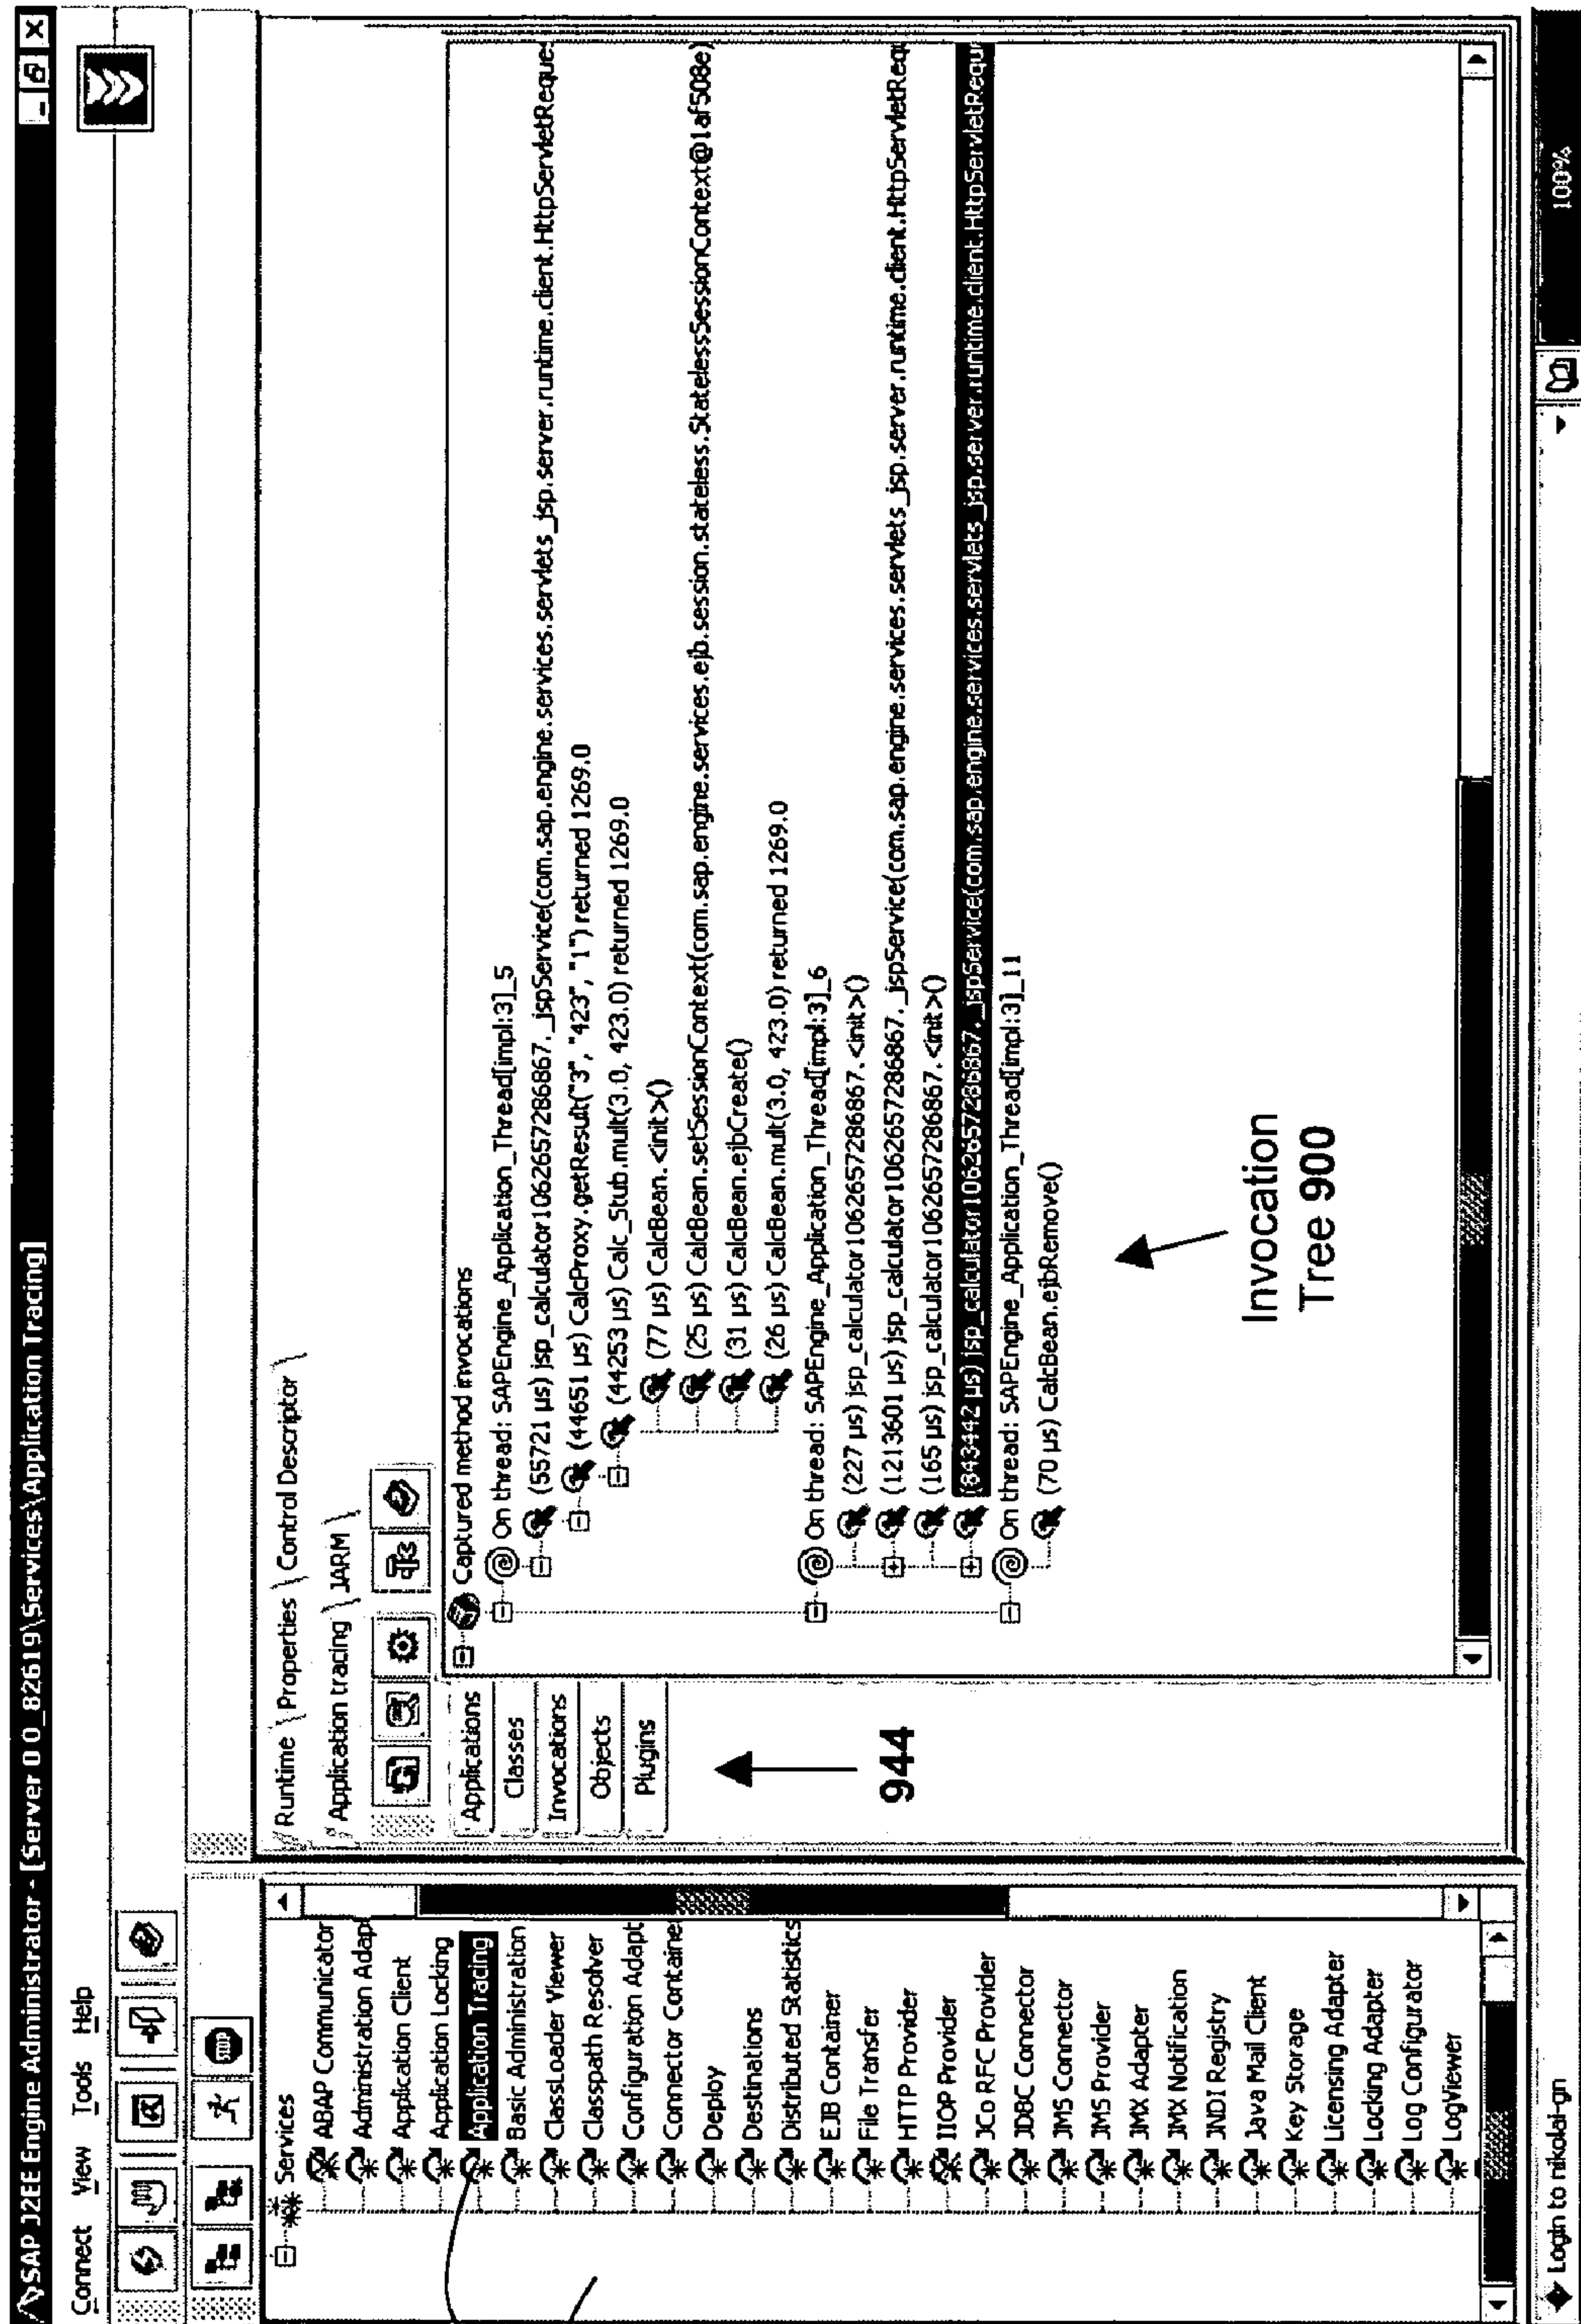 SAP J2EE Engine Administrator - [Server 0 0_82619\Services\Application Tracing]
Connect View Tools Help
Services
ABAP Communicator
Administration Adap
Application Client
Application Locking
Application Tracing
Basic Administration
ClassLoader Viewer
Classpath Resolver
Configuration Adapt
Connector Containe
Deploy
Destinations
Distributed Statistics
EJB Container
File Transfer
HTTP Provider
IIOP Provider
JCo RFC Provider
JDBC Connector
JMS Connector
JMS Provider
JMX Adapter
JMX Notification
JNDI Registry
Java Mail Client
Key Storage
Licensing Adapter
Locking Adapter
Log Configurator
LogViewer
Runtime \ Properties \ Control Descriptor \
Application tracing \ JARM \
Applications
Classes
Invocations
Objects
Plugins
944
Captured method invocations
On thread: SAPEngine_Application_Thread[impl:3]_5
(55721 µs) jsp_calculator1062657286867._jspService(com.sap.engine.services.servlets_jsp.server.runtime.client.HttpServletReques
(44651 µs) CalcProxy.getResult("3", "423", "1") returned 1269.0
(44253 µs) Calc_Stub.mult(3.0, 423.0) returned 1269.0
(77 µs) CalcBean.<init>()
(25 µs) CalcBean.setSessionContext(com.sap.engine.services.ejb.session.stateless.StatelessSessionContext@1af508e)
(31 µs) CalcBean.ejbCreate()
(26 µs) CalcBean.mult(3.0, 423.0) returned 1269.0
On thread: SAPEngine_Application_Thread[impl:3]_6
(227 µs) jsp_calculator1062657286867.<init>()
(1213601 µs) jsp_calculator1062657286867._jspService(com.sap.engine.services.servlets_jsp.server.runtime.client.HttpServletReq
(165 µs) jsp_calculator1062657286867.<init>()
(843442 µs) jsp_calculator1062657286867._jspService(com.sap.engine.services.servlets_jsp.server.runtime.client.HttpServletRequ
On thread: SAPEngine_Application_Thread[impl:3]_11
(70 µs) CalcBean.ejbRemove()
Invocation
Tree 900
Login to nikolai-gn
100%